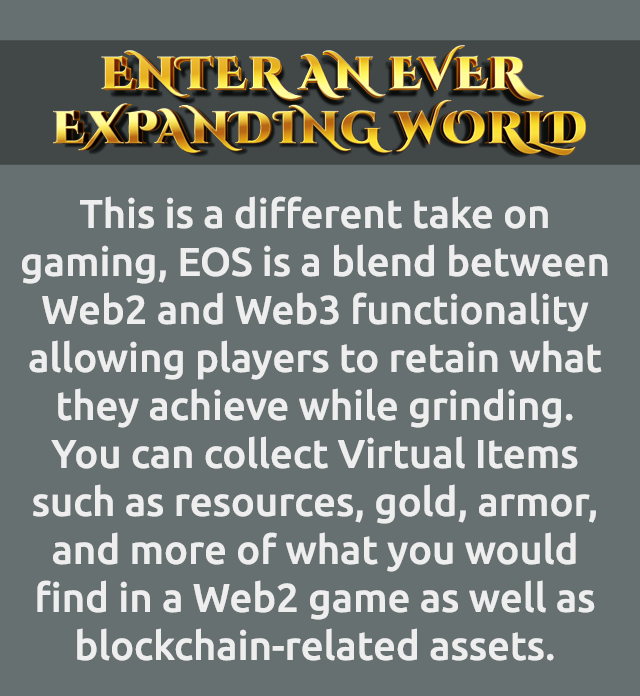 ENTER AN EVER
EXPANDING WORLD
This is a different take on
gaming, EOS is a blend between
Web2 and Web3 functionality
allowing players to retain what
they achieve while grinding.
You can collect Virtual Items
such as resources, gold, armor,
and more of what you would
find in a Web2 game as well as
blockchain-related assets.